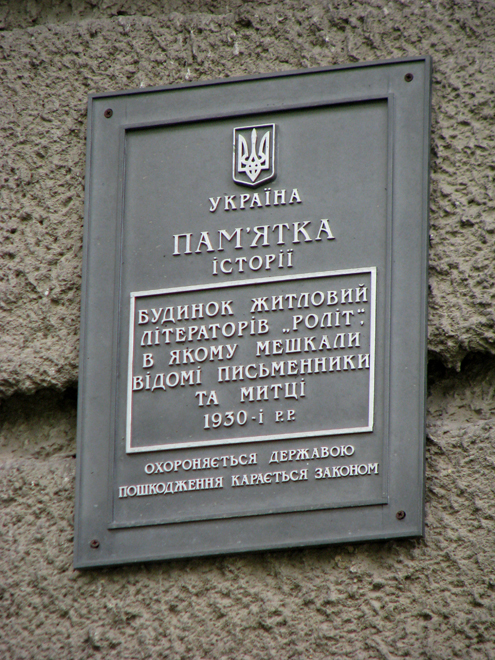 УКРАЇНА
ПАМ'ЯТКА
ІСТОРІЇ
БУДИНОК ЖИТЛОВИЙ
ЛІТЕРАТОРІВ „РОЛІТ",
В ЯКОМУ МЕШКАЛИ
ВІДОМІ ПИСЬМЕННИКИ
ТА МИТЦІ
1930-І Р.Р.
ОХОРОНЯЄТЬСЯ ДЕРЖАВОЮ
ПОШКОДЖЕННЯ КАРАЄТЬСЯ ЗАКОНОМ